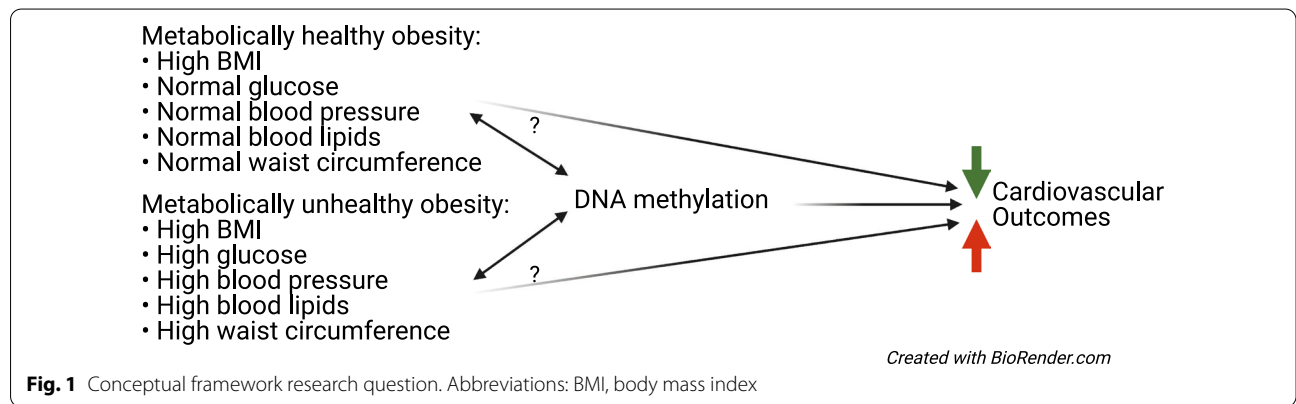 Metabolically healthy obesity:
• High BMI
• Normal glucose
• Normal blood pressure
• Normal blood lipids
• Normal waist circumference
?
Metabolically unhealthy obesity:
• High BMI
• High glucose
• High blood pressure
• High blood lipids
• High waist circumference
?
DNA methylation
Cardiovascular
Outcomes
Created with BioRender.com
Fig. 1 Conceptual framework research question. Abbreviations: BMI, body mass index